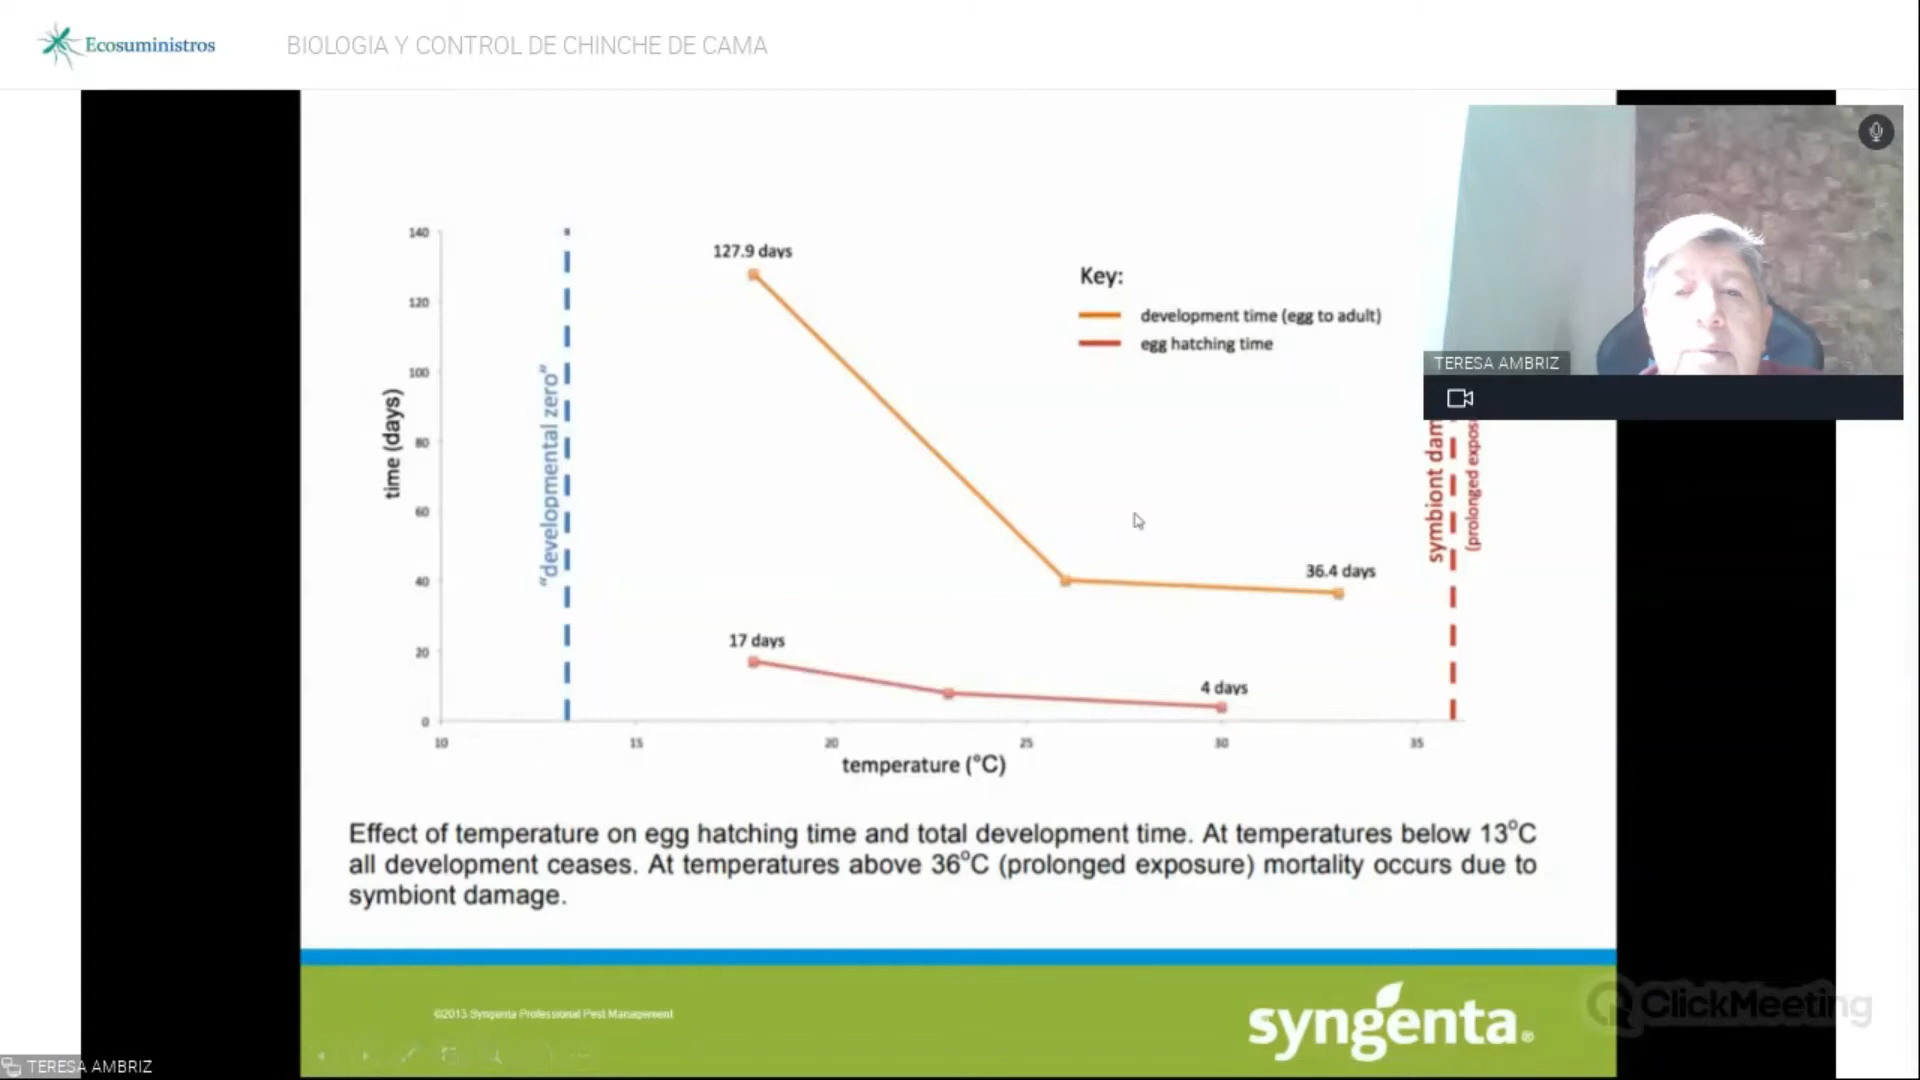 Ecosuministros
BIOLOGIA Y CONTROL DE CHINCHE DE CAMA
TERESA AMBRIZ
140
120
100
80
60
40
20
0
time (days)
"developmental zero"
127.9 days
Key:
development time (egg to adult)
egg hatching time
36.4 days
17 days
4 days
symbiont dam
(prolonged expos
10
15
20
25
30
35
temperature (°C)
Effect of temperature on egg hatching time and total development time. At temperatures below 13°C
all development ceases. At temperatures above 36°C (prolonged exposure) mortality occurs due to
symbiont damage.
©2013 Syngenta Professional Pest Management
syngenta®
ClickMeeting
TERESA AMBRIZ